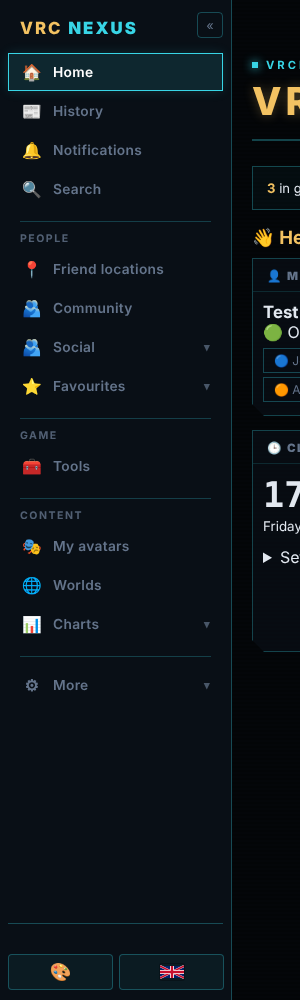 VRC NEXUS
«
Home
History
Notifications
Search
PEOPLE
Friend locations
Community
Social
Favourites
GAME
Tools
CONTENT
My avatars
Worlds
Charts
More
VRC
VR
3 in g
He
M
Test
O
J
A
C
17
Friday
Se